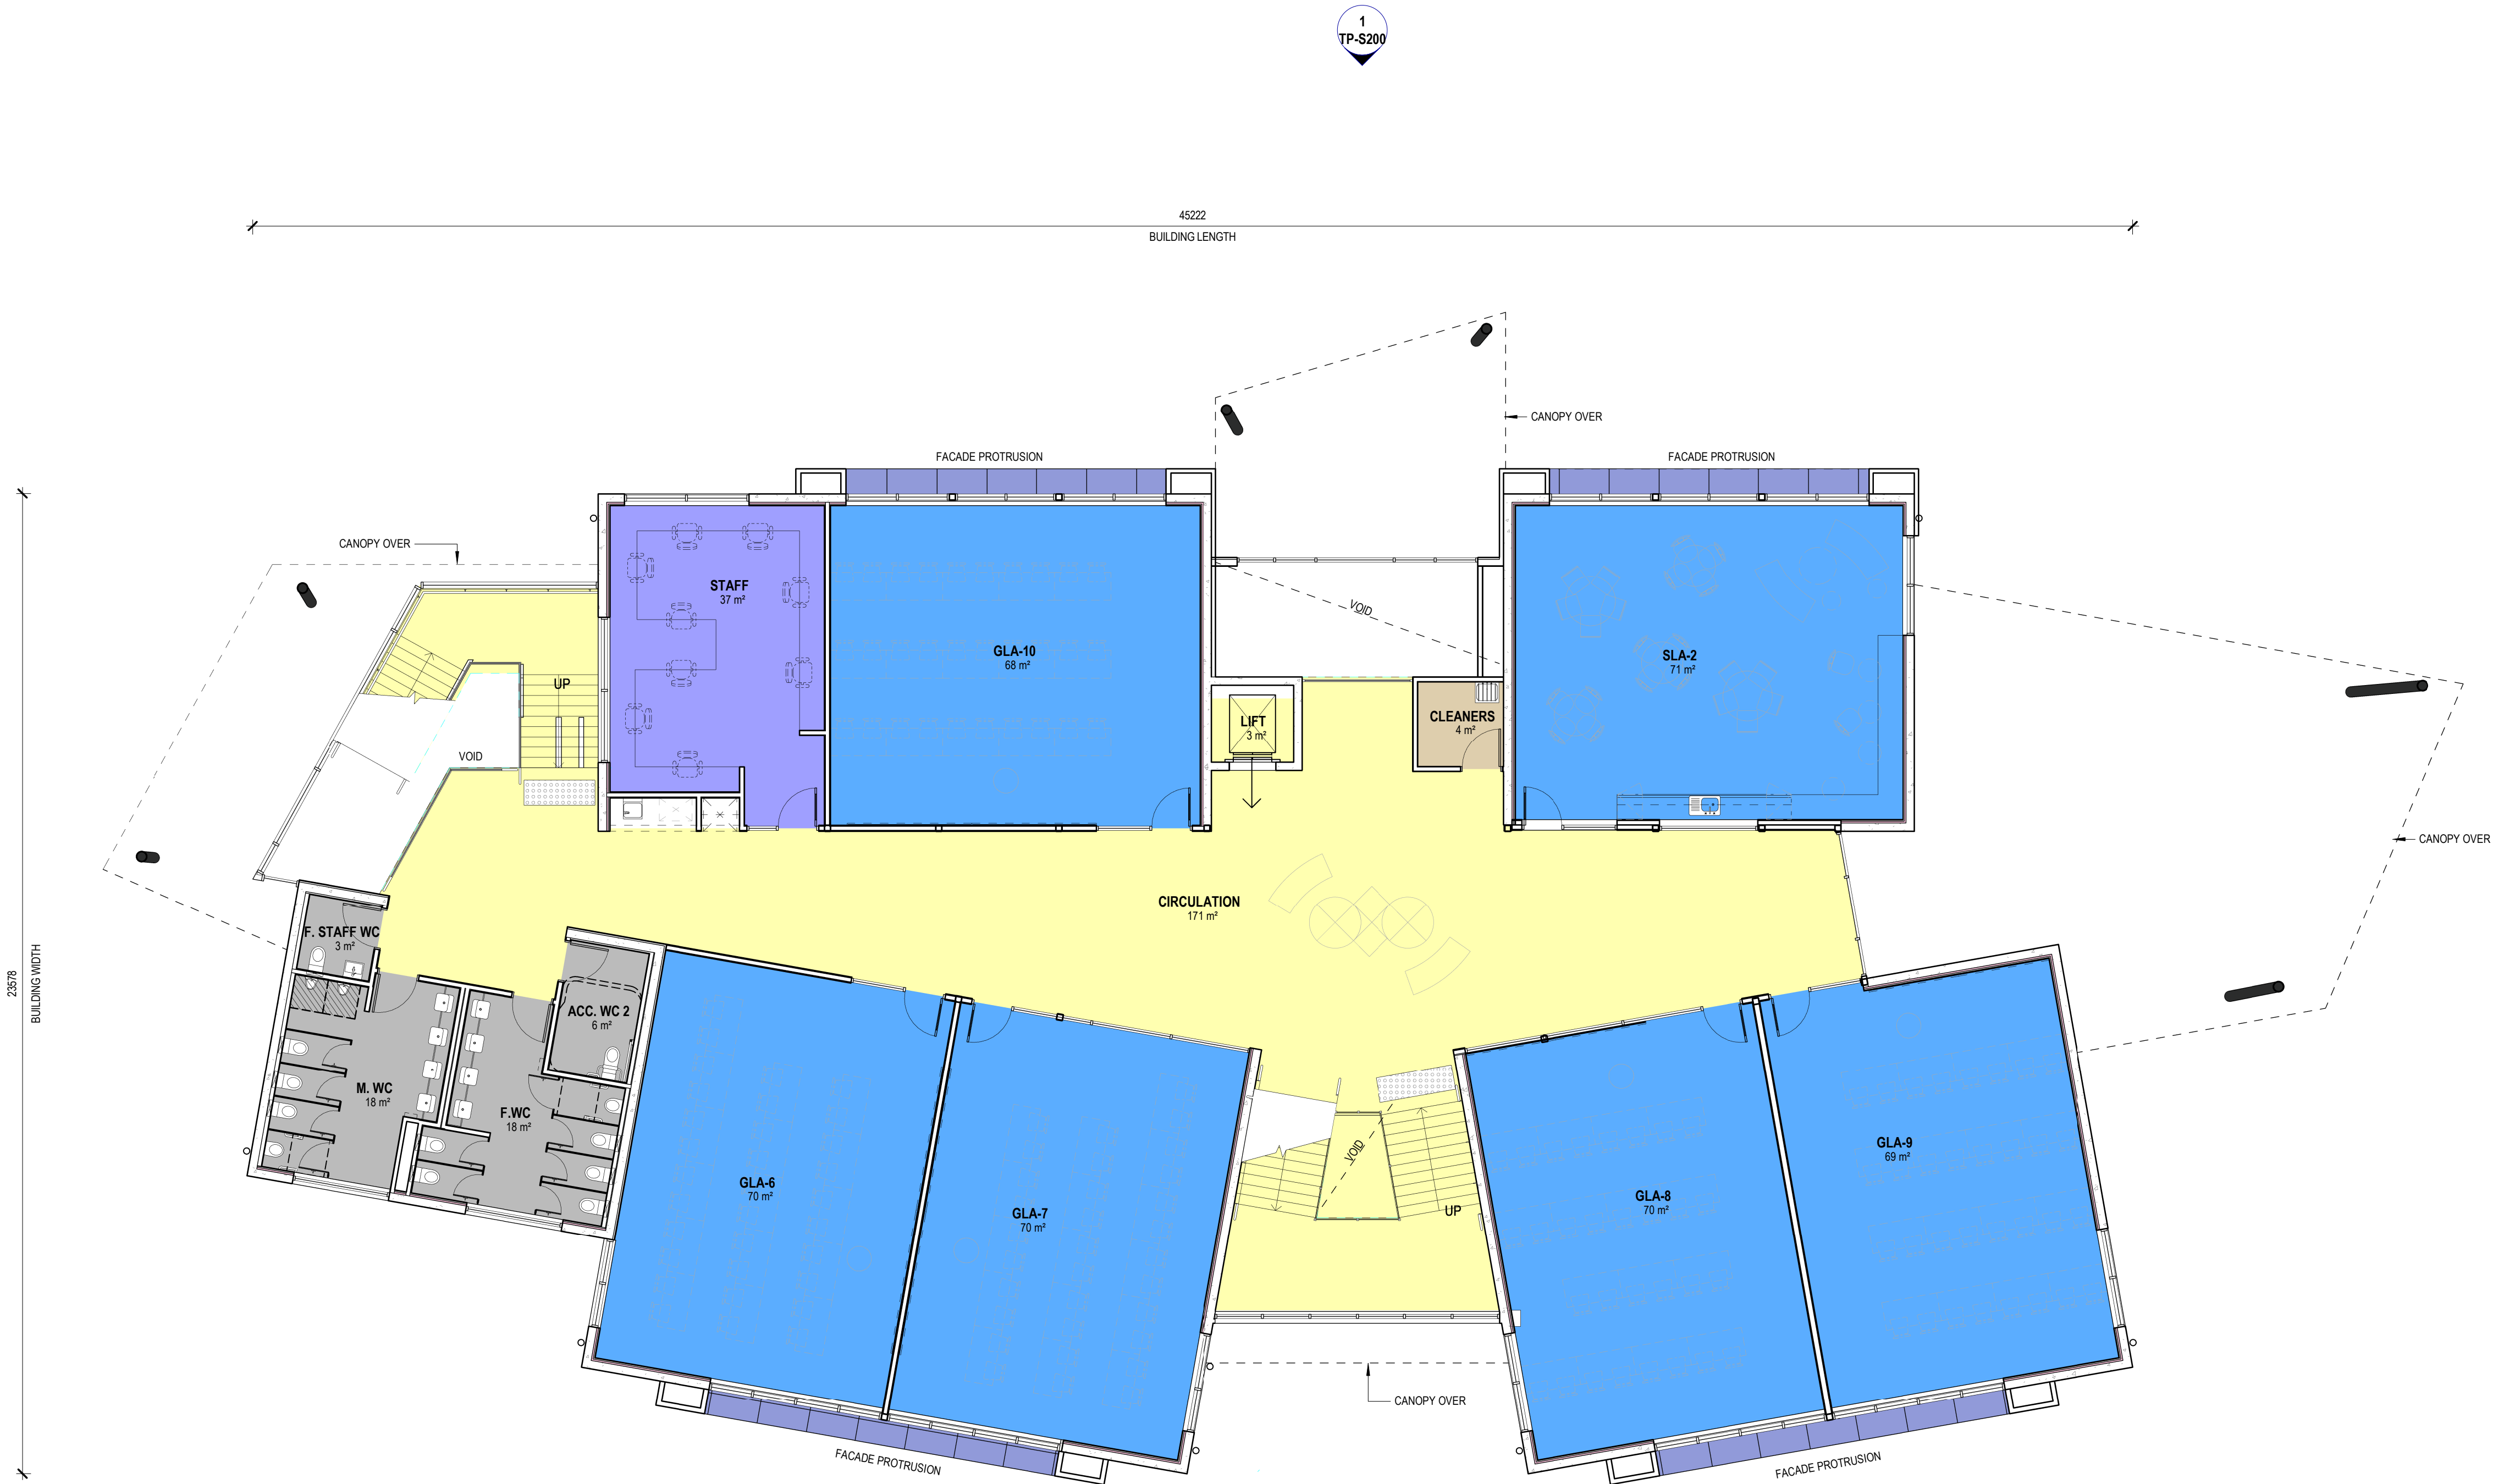 1
TP-S200
45222
BUILDING LENGTH
CANOPY OVER
FACADE PROTRUSION
FACADE PROTRUSION
CANOPY OVER
STAFF
37 m²
VOID
GLA-10
68 m²
SLA-2
71 m²
UP
LIFT
3 m²
CLEANERS
4 m²
VOID
CANOPY OVER
CIRCULATION
171 m²
F. STAFF WC
3 m²
23578
BUILDING WIDTH
ACC. WC 2
6 m²
M. WC
18 m²
F.WC
18 m²
VOID
GLA-9
69 m²
GLA-6
70 m²
GLA-7
70 m²
UP
GLA-8
70 m²
CANOPY OVER
FACADE PROTRUSION
FACADE PROTRUSION